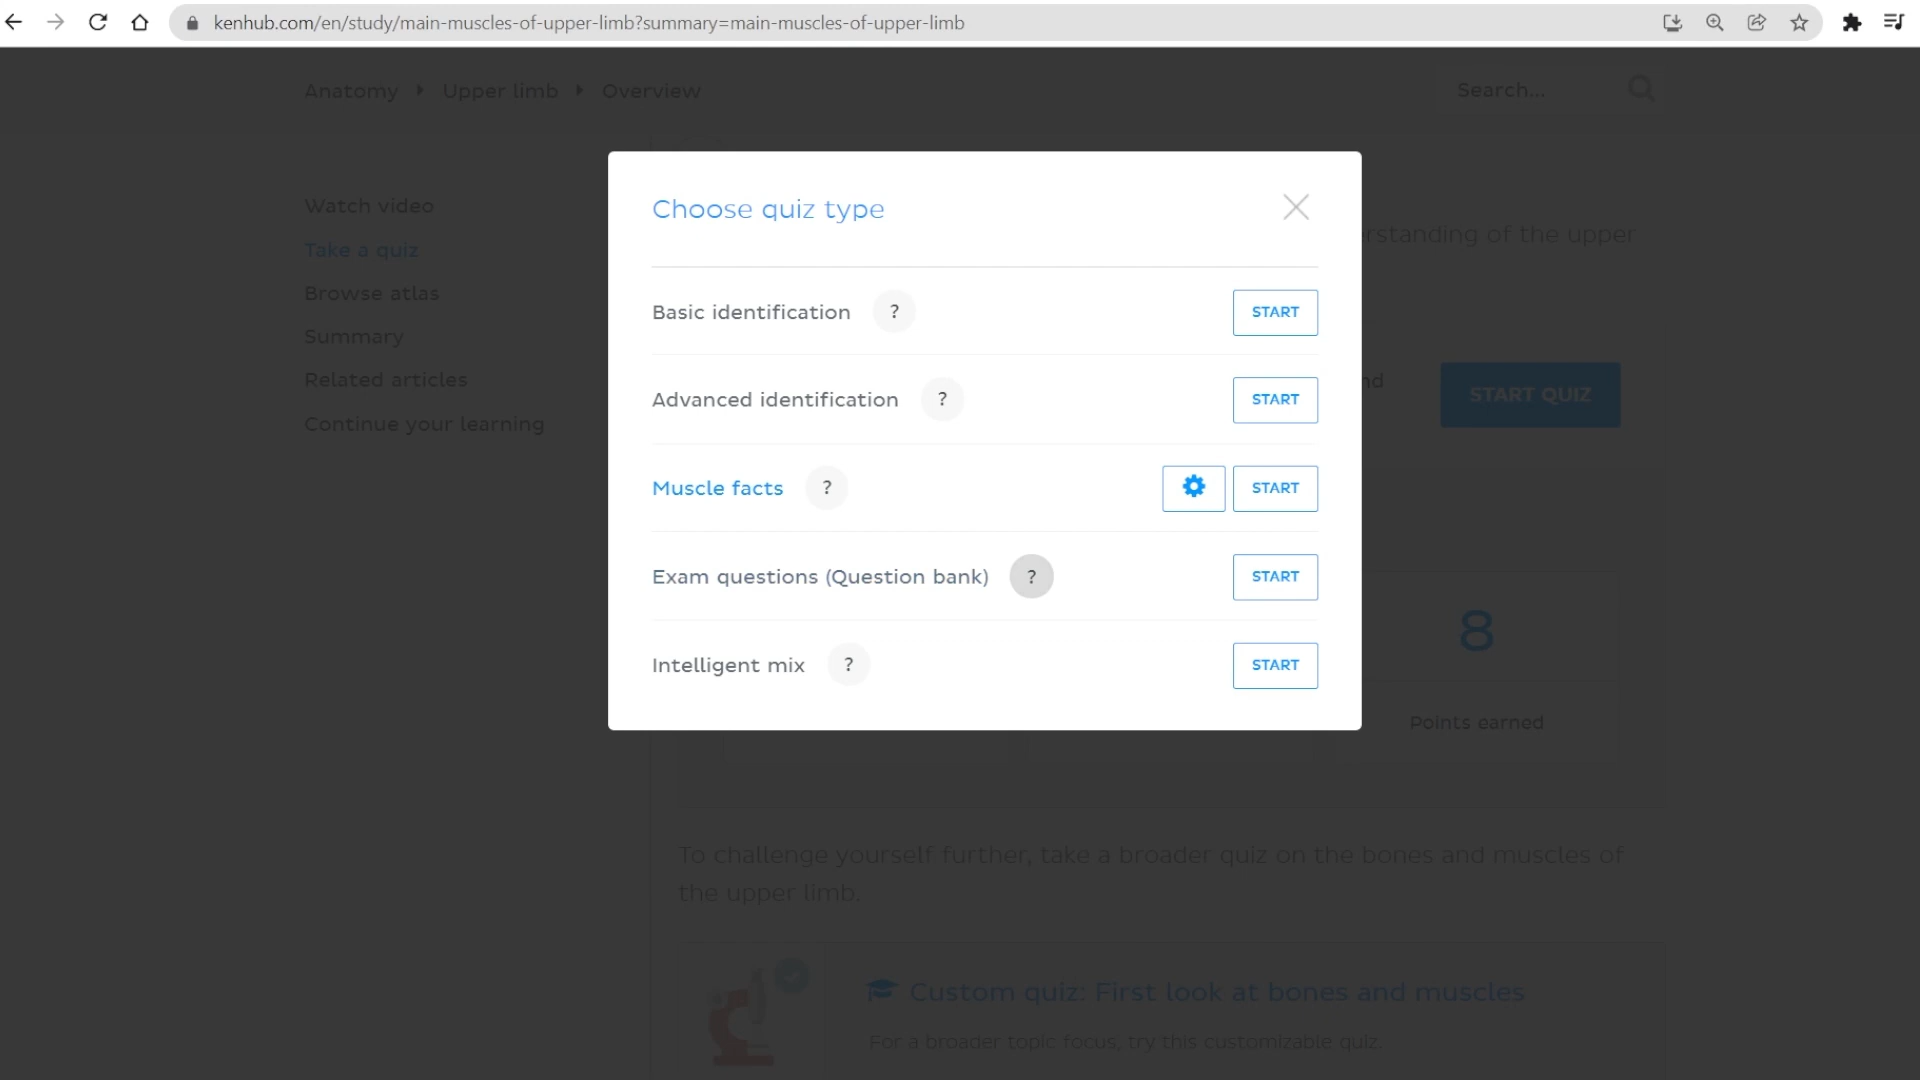 kenhub.com/en/study/main-muscles-of-upper-limb?summary=main-muscles-of-upper-limb
Anatomy
Upper limb
Overview
Search...
Watch video
Take a quiz
Browse atlas
Summary
Related articles
Continue your learning
Choose quiz type
Basic identification ? START
Advanced identification ? START
Muscle facts ? START
Exam questions (Question bank) ? START
Intelligent mix ? START
rstanding of the upper
nd
START QUIZ
8
Points earned
To challenge yourself further, take a broader quiz on the bones and muscles of
the upper limb.
Custom quiz: First look at bones and muscles
For a broader topic focus, try this customizable quiz.